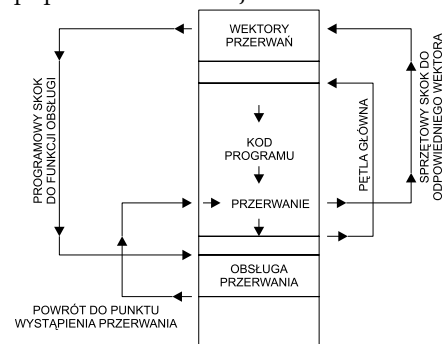 WEKTORY
PRZERWAŃ
PROGRAMOWY SKOK
DO FUNKCJI OBSŁUGI
KOD
PROGRAMU
PRZERWANIE
PĘTLA GŁÓWNA
SPRZĘTOWY SKOK DO
ODPOWIEDNIEGO WEKTORA
OBSŁUGA
PRZERWANIA
POWRÓT DO PUNKTU
WYSTĄPIENIA PRZERWANIA